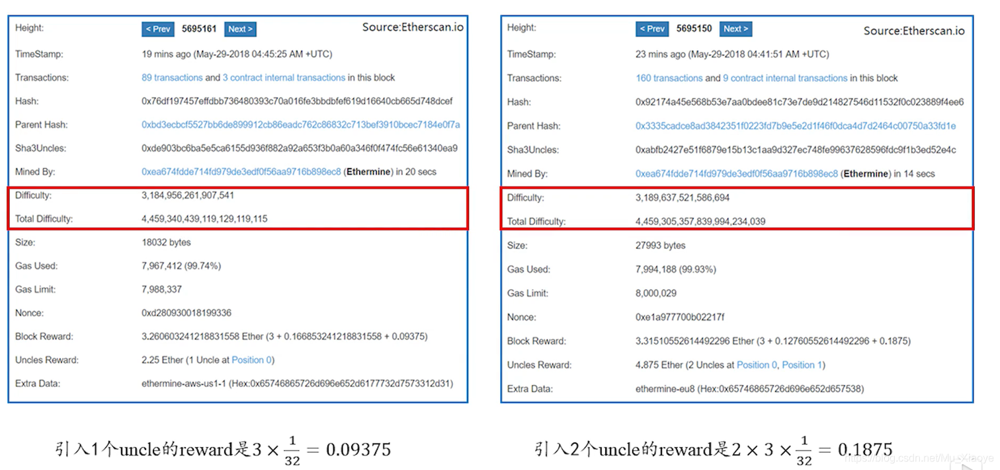 Height: < Prev 5695161 Next > Source:Etherscan.io
TimeStamp: 19 mins ago (May-29-2018 04:45:25 AM +UTC)
Transactions: 89 transactions and 3 contract internal transactions in this block
Hash: 0x76df197457effdbb736480393c70a016fe3bbdbfef619d16640cb665d748dcef
Parent Hash: 0xbd3ecbcf5527bb6de899912cb86eadc762c86832c713bef3910bcec7184e0f7a
Sha3Uncles: 0xde903bc6ba5e5ca6155d936f882a92a653f3b0a60a346f0f474fc56e61340ea9
Mined By: 0xea674fdde714fd979de3edf0f56aa9716b898ec8 (Ethermine) in 20 secs
Difficulty: 3,184,956,261,907,541
Total Difficulty: 4,459,340,439,119,129,119,115
Size: 18032 bytes
Gas Used: 7,967,412 (99.74%)
Gas Limit: 7,988,337
Nonce: 0xd280930018199336
Block Reward: 3.260603241218831558 Ether (3 + 0.166853241218831558 + 0.09375)
Uncles Reward: 2.25 Ether (1 Uncle at Position 0)
Extra Data: ethermine-aws-us1-1 (Hex:0x65746865726d696e652d6177732d7573312d31)
引入1个uncle的reward是3 × 1/32 = 0.09375
Height: < Prev 5695150 Next > Source:Etherscan.io
TimeStamp: 23 mins ago (May-29-2018 04:41:51 AM +UTC)
Transactions: 160 transactions and 9 contract internal transactions in this block
Hash: 0x92174a45e568b53e7aa0bdee81c73e7de9d214827546d11532f0c023889f4ee6
Parent Hash: 0x3335cadce8ad3842351f0223fd7b9e5e2d1f46f0dca4d7d2464c00750a33fd1e
Sha3Uncles: 0xabfb2427e51f6879e15b13c1aa9d327ec748fe99637628596fdc9f1b3ed52e4c
Mined By: 0xea674fdde714fd979de3edf0f56aa9716b898ec8 (Ethermine) in 14 secs
Difficulty: 3,189,637,521,586,694
Total Difficulty: 4,459,305,357,839,994,234,039
Size: 27993 bytes
Gas Used: 7,994,188 (99.93%)
Gas Limit: 8,000,029
Nonce: 0xe1a977700b02217f
Block Reward: 3.31510552614492296 Ether (3 + 0.12760552614492296 + 0.1875)
Uncles Reward: 4.875 Ether (2 Uncles at Position 0, Position 1)
Extra Data: ethermine-eu8 (Hex:0x65746865726d696e652d657538)
引入2个uncle的reward是2 × 3 × 1/32 = 0.1875
https://blog.csdn.net/Mu_Xiaoye